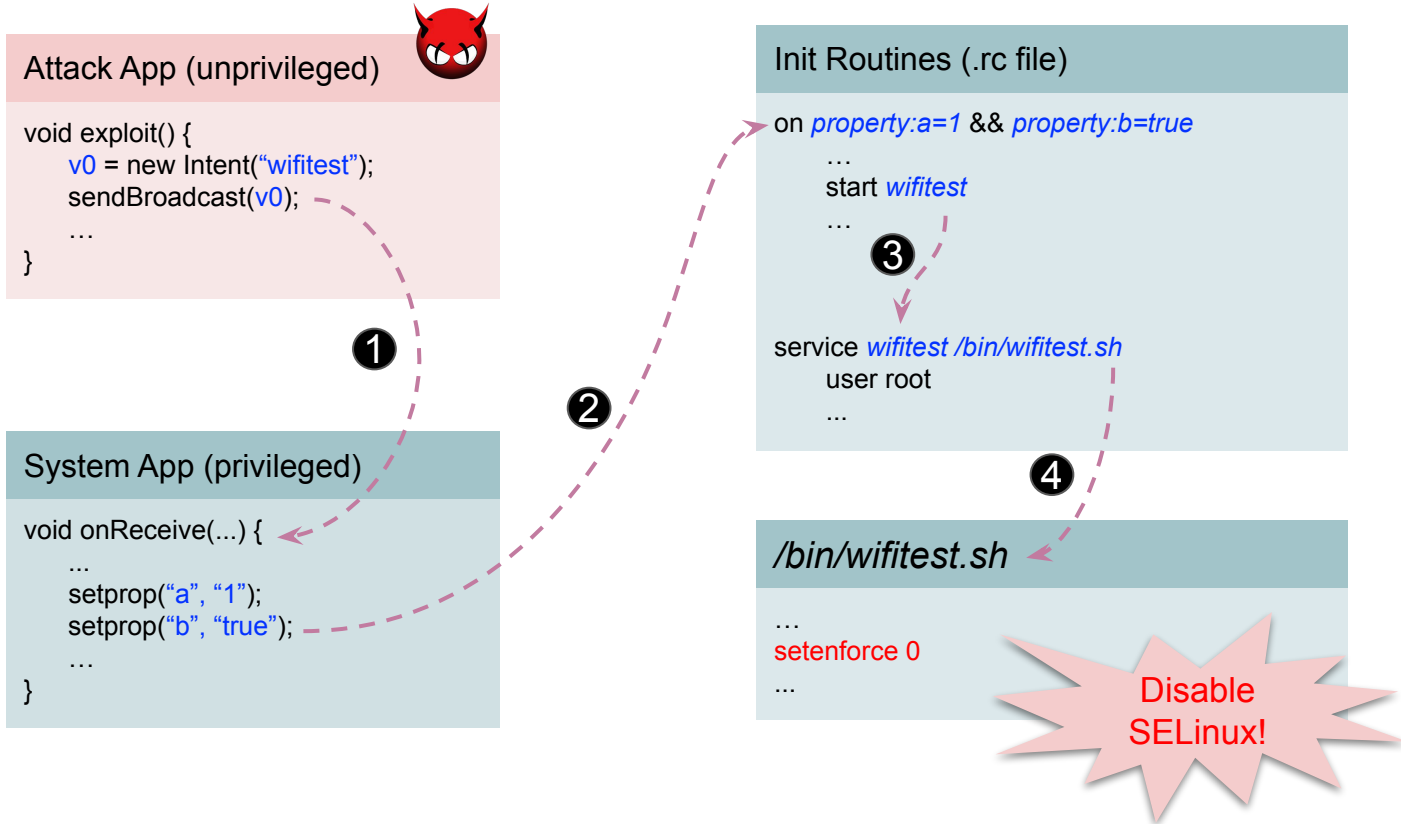 Attack App (unprivileged)
void exploit() {
v0 = new Intent(“wifitest”);
sendBroadcast(v0);
…
}
1
System App (privileged)
void onReceive(...) {
...
setprop(“a”, “1”);
setprop(“b”, “true”);
…
}
2
Init Routines (.rc file)
on property:a=1 && property:b=true
…
start wifitest
…
3
service wifitest /bin/wifitest.sh
user root
...
4
/bin/wifitest.sh
…
setenforce 0
...
Disable
SELinux!